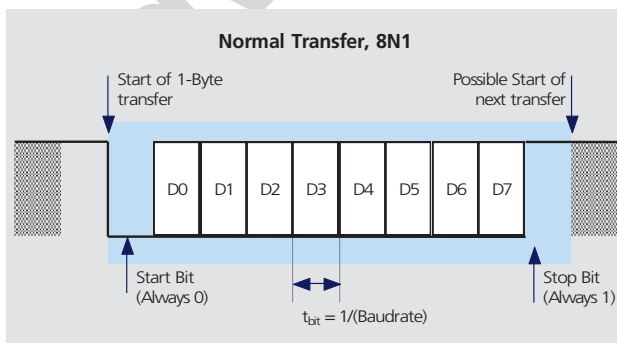 Normal Transfer, 8N1
Start of 1-Byte
transfer
Possible Start of
next transfer
D0 D1 D2 D3 D4 D5 D6 D7
Start Bit
(Always 0)
t_bit = 1/(Baudrate)
Stop Bit
(Always 1)